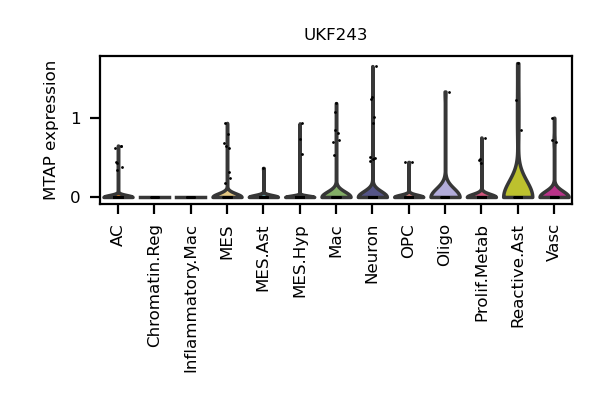 UKF243
MTAP expression
1
0
AC
Chromatin.Reg
Inflammatory.Mac
MES
MES.Ast
MES.Hyp
Mac
Neuron
OPC
Oligo
Prolif.Metab
Reactive.Ast
Vasc